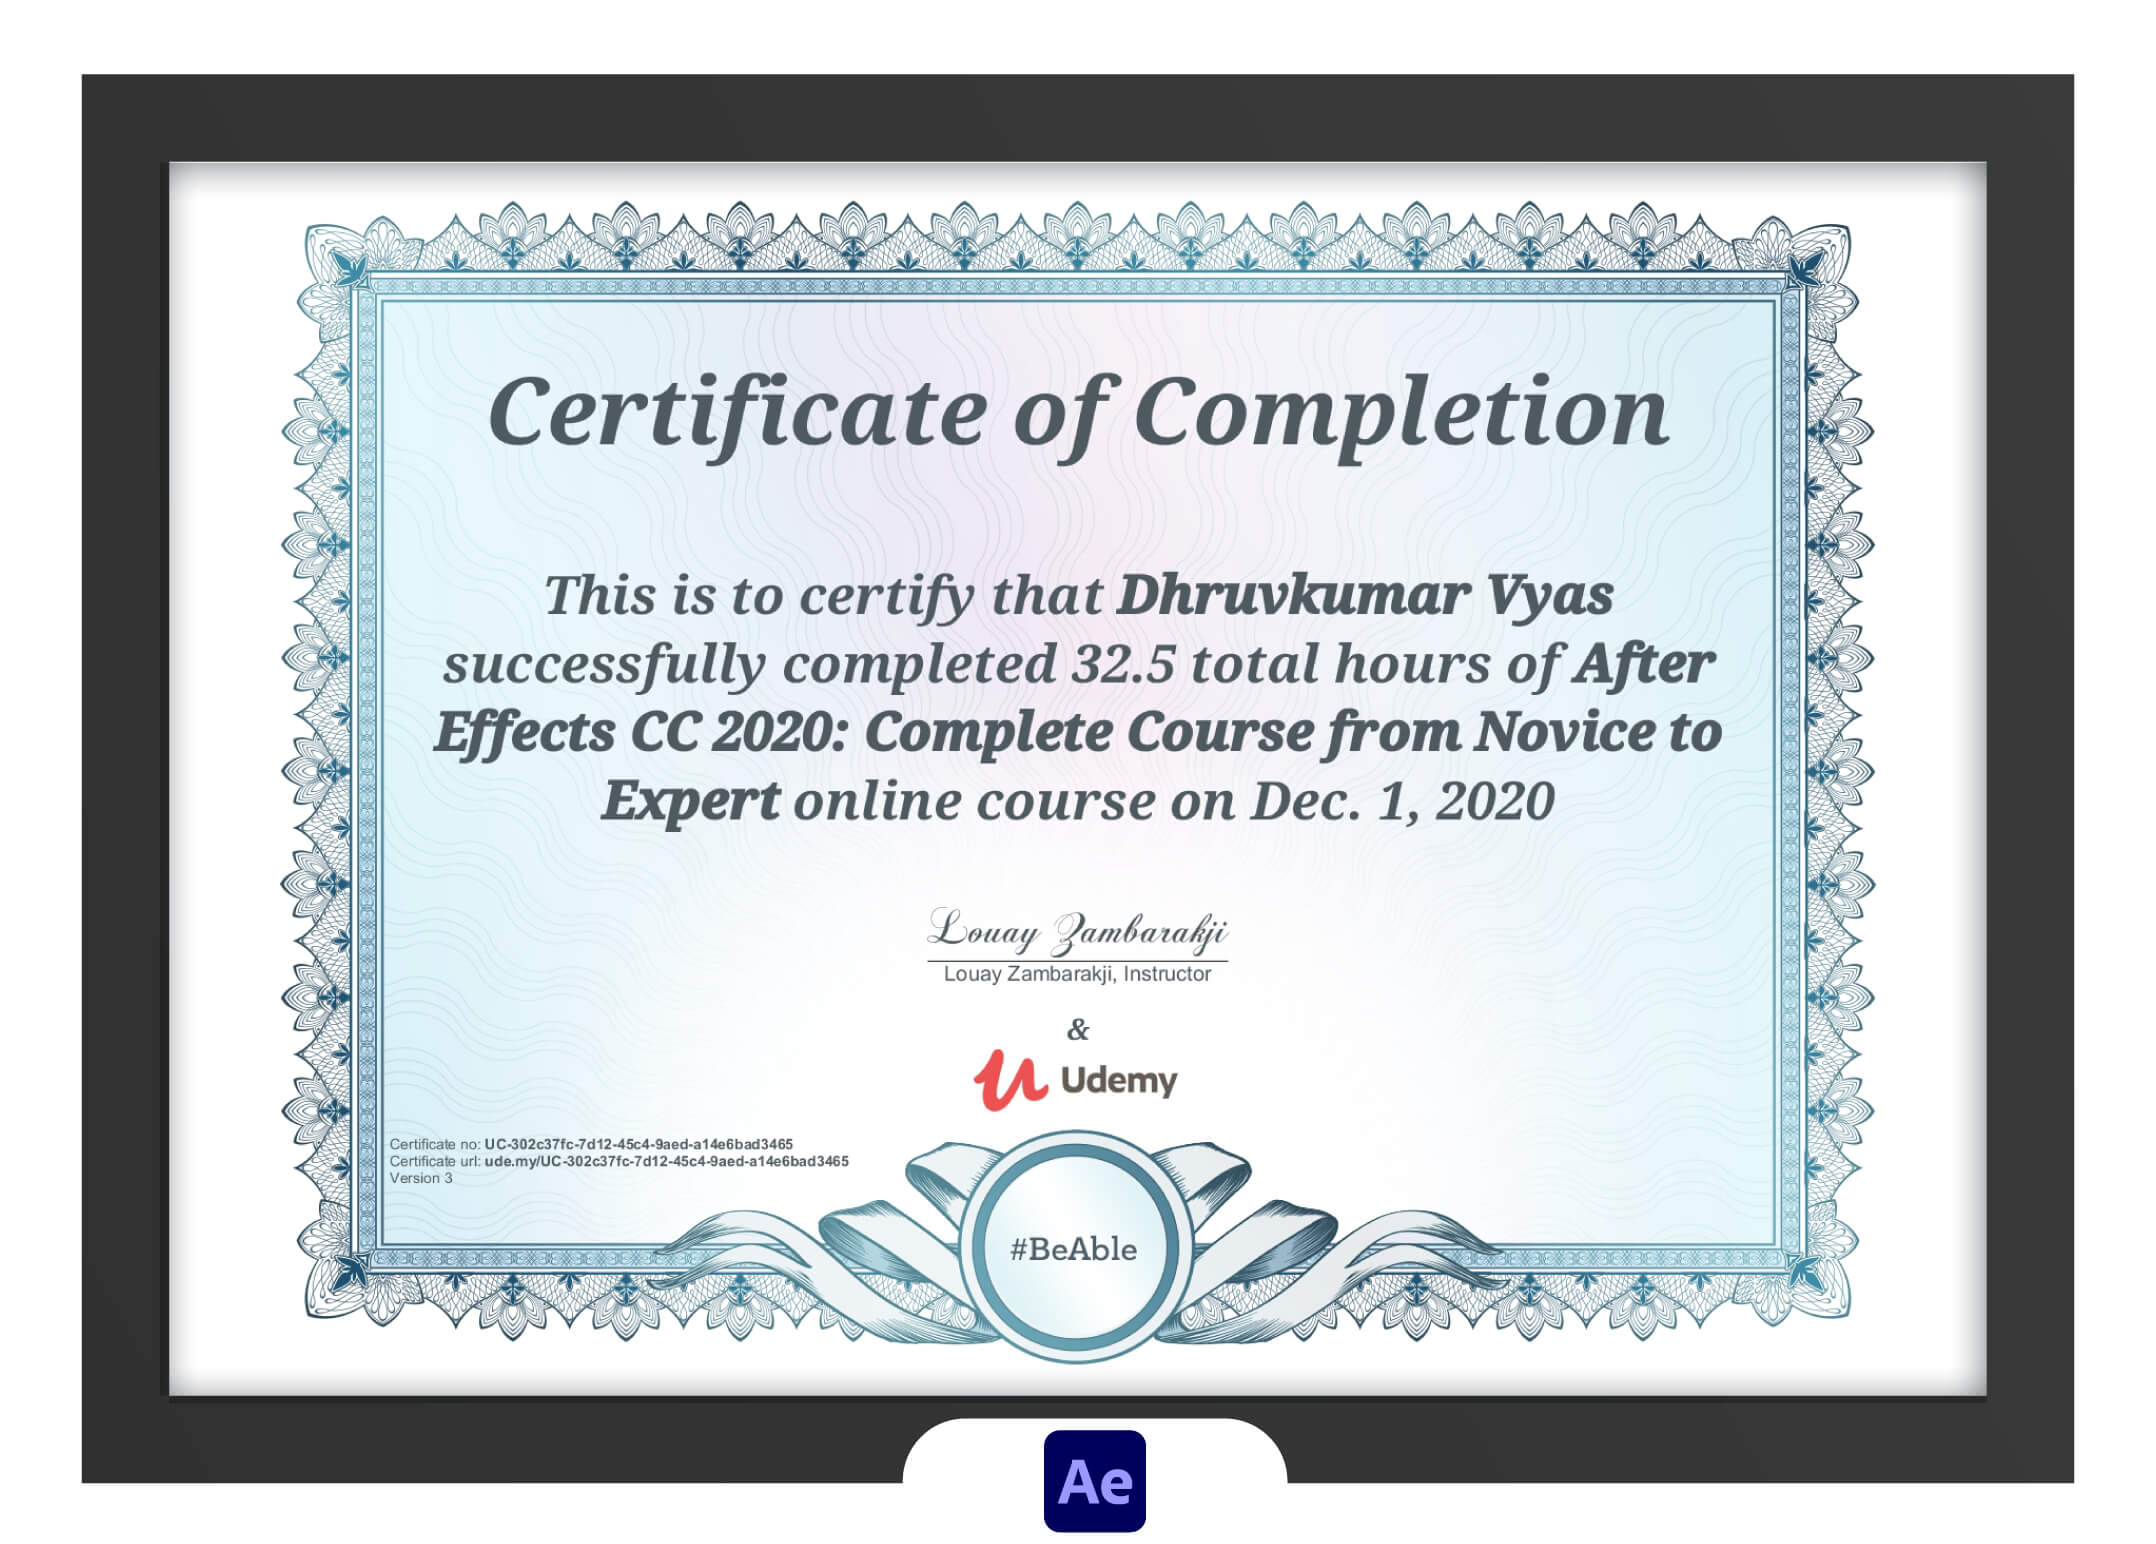 Certificate of Completion
This is to certify that Dhruvkumar Vyas
successfully completed 32.5 total hours of After
Effects CC 2020: Complete Course from Novice to
Expert online course on Dec. 1, 2020
Louay Zambarakji
Louay Zambarakji, Instructor
&
Udemy
Certificate no: UC-302c37fc-7d12-45c4-9aed-a14e6bad3465
Certificate url: ude.my/UC-302c37fc-7d12-45c4-9aed-a14e6bad3465
Version 3
#BeAble
Ae